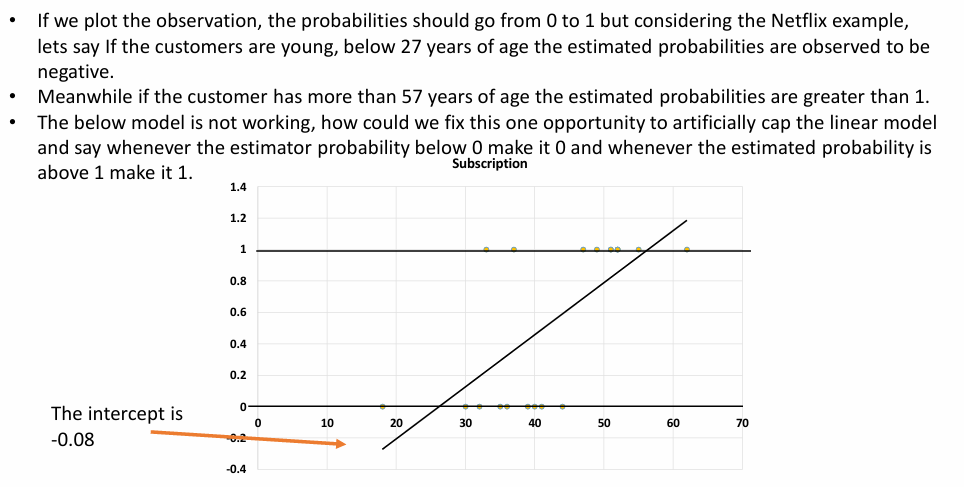 • If we plot the observation, the probabilities should go from 0 to 1 but considering the Netflix example,
lets say If the customers are young, below 27 years of age the estimated probabilities are observed to be
negative.
• Meanwhile if the customer has more than 57 years of age the estimated probabilities are greater than 1.
• The below model is not working, how could we fix this one opportunity to artificially cap the linear model
and say whenever the estimator probability below 0 make it 0 and whenever the estimated probability is
above 1 make it 1.
Subscription
1.4
1.2
1
0.8
0.6
0.4
0.2
0
0 10 20 30 40 50 60 70
-0.2
-0.4
The intercept is
-0.08